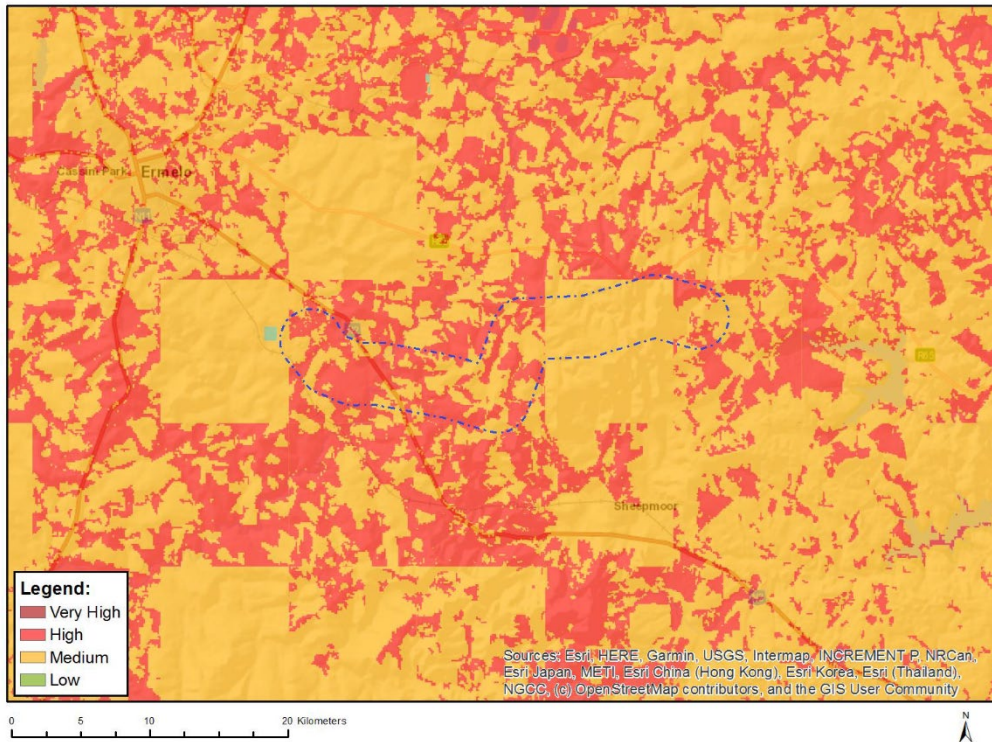 Cassim Park
Ermelo
Sheepmoor
R65
Legend:
Very High
High
Medium
Low
Sources: Esri, HERE, Garmin, USGS, Intermap, INCREMENT P, NRCan,
Esri Japan, METI, Esri China (Hong Kong), Esri Korea, Esri (Thailand),
NGCC, (c) OpenStreetMap contributors, and the GIS User Community
0 5 10 20 Kilometers
N